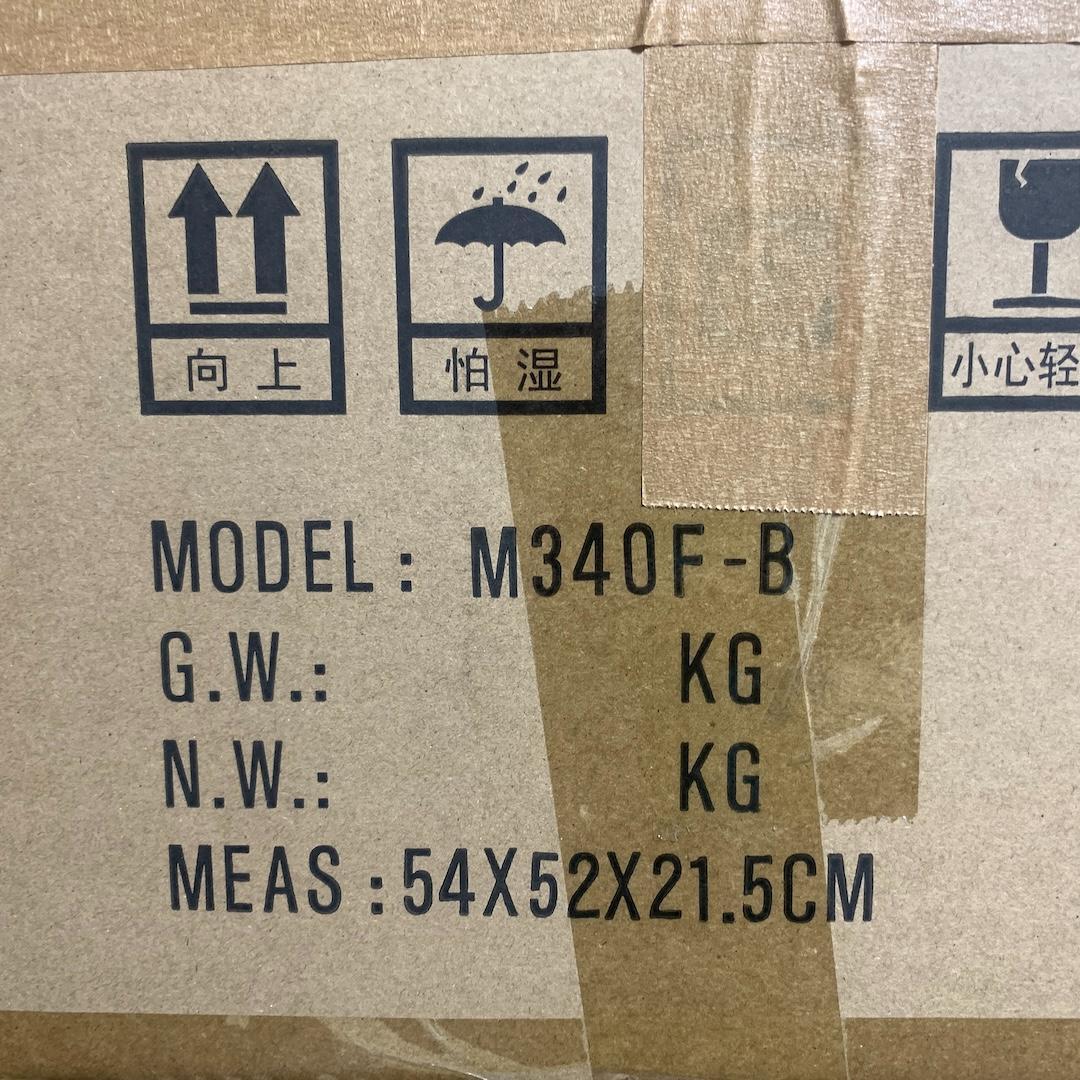 向上
怕湿
小心轻
MODEL: M340F-B
G.W.: KG
N.W.: KG
MEAS:54X52X21.5CM